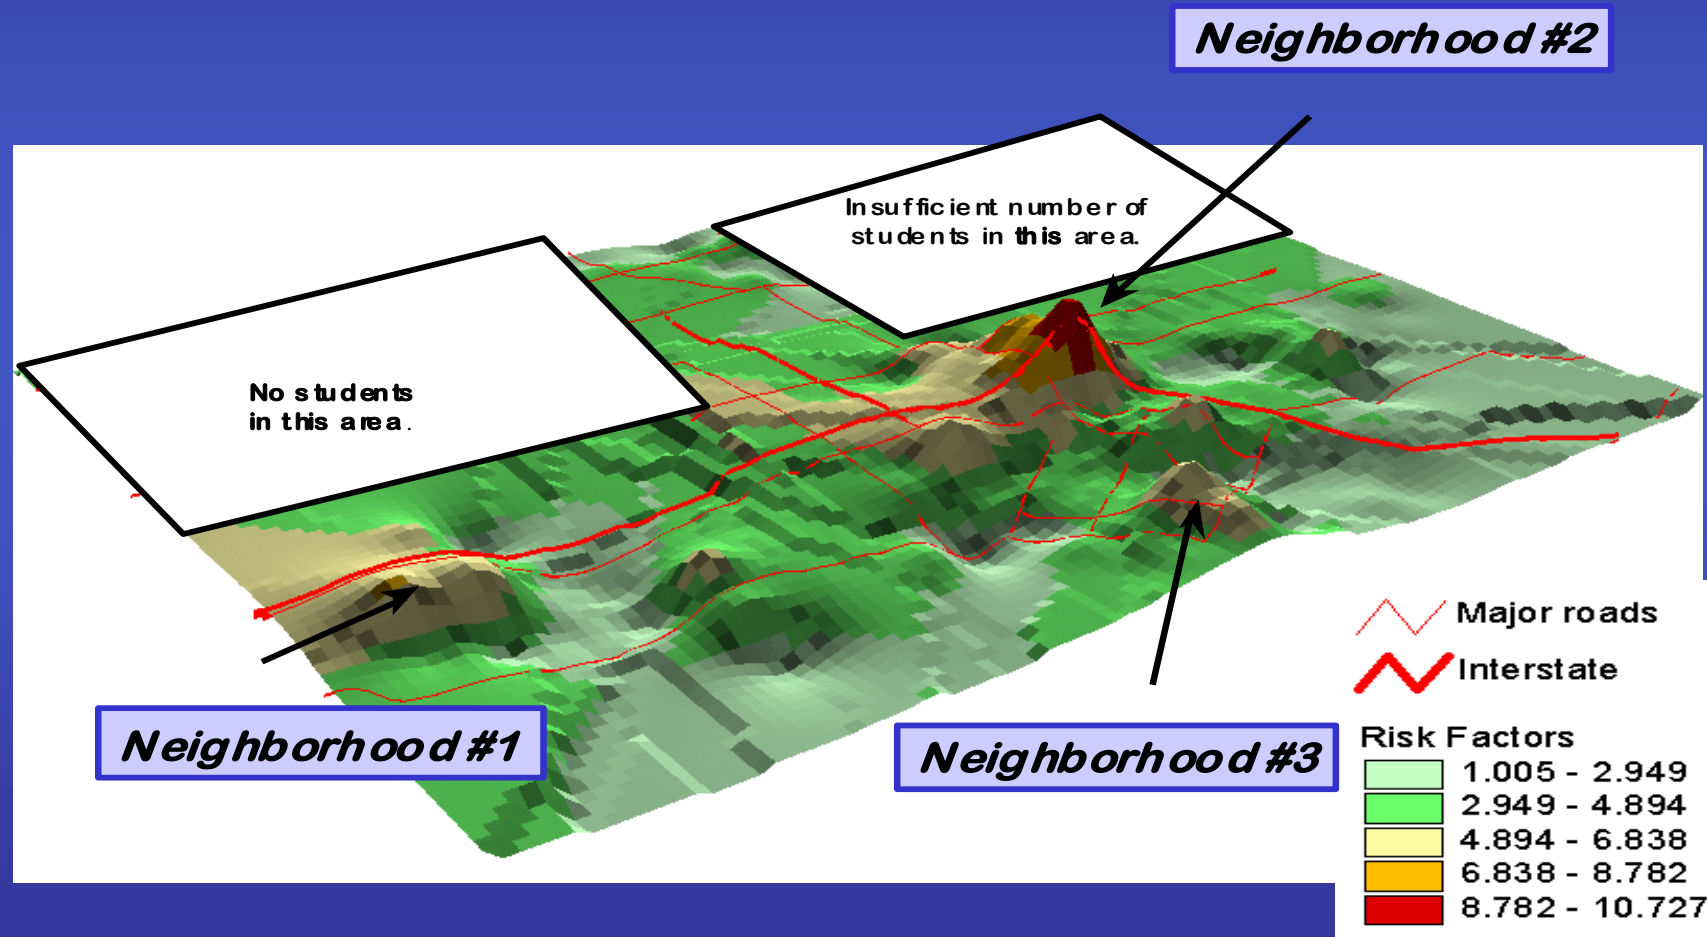 Neighborhood #2
Insufficient number of
students in this area.
No students
in this area.
Neighborhood #1
Neighborhood #3
Major roads
Interstate
Risk Factors
1.005 - 2.949
2.949 - 4.894
4.894 - 6.838
6.838 - 8.782
8.782 - 10.727